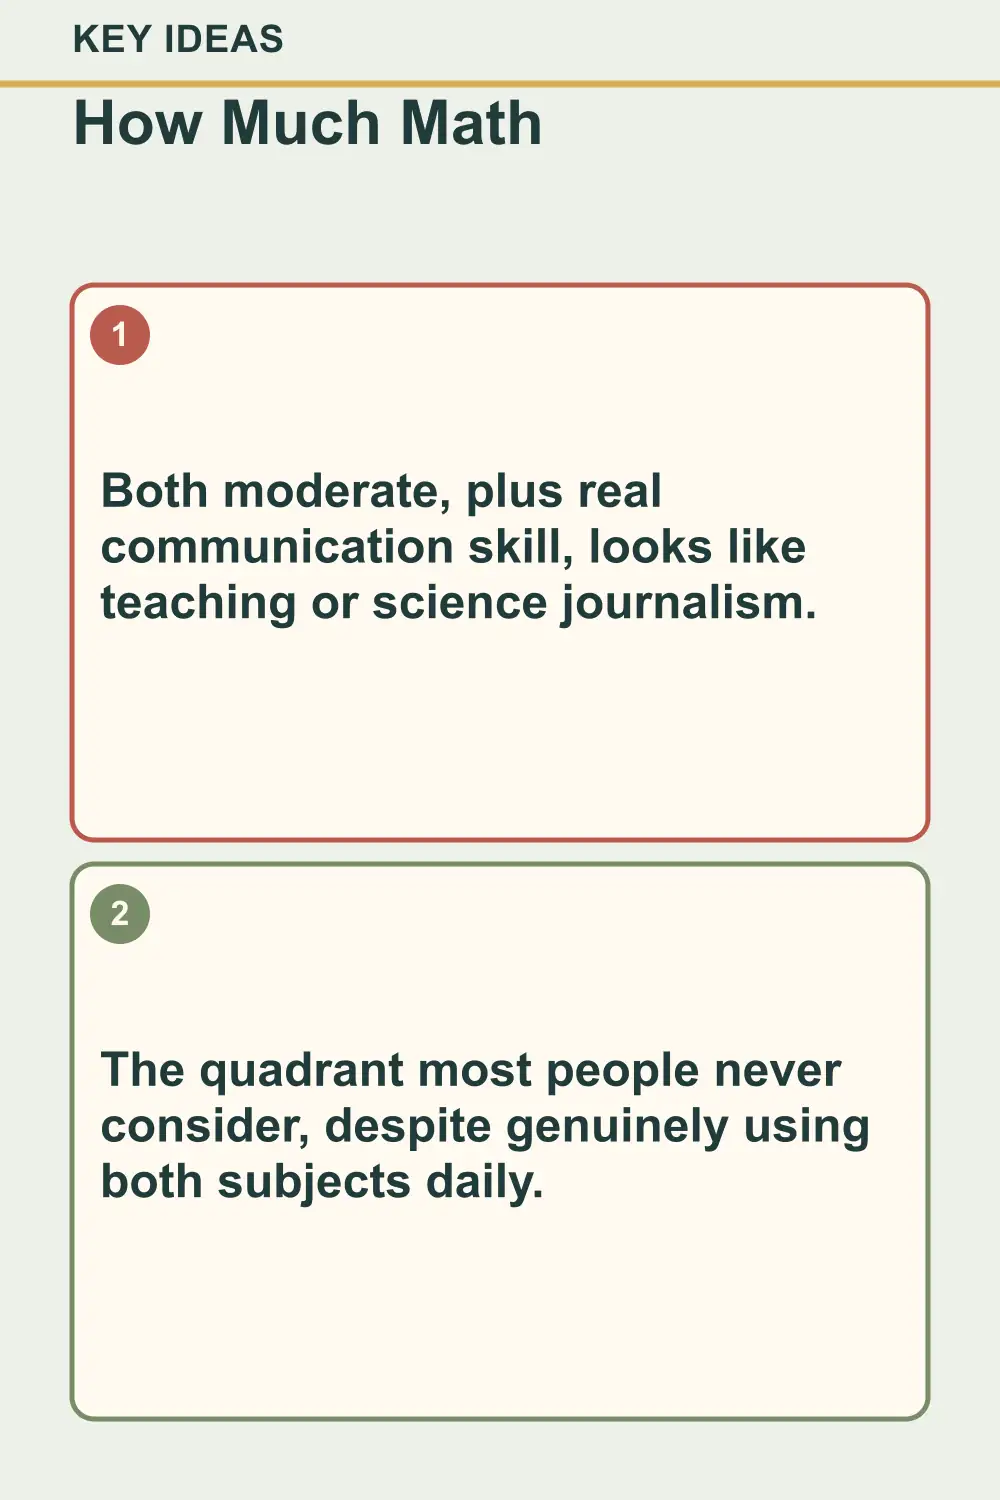 KEY IDEAS
How Much Math
1
Both moderate, plus real
communication skill, looks like
teaching or science journalism.
2
The quadrant most people never
consider, despite genuinely using
both subjects daily.